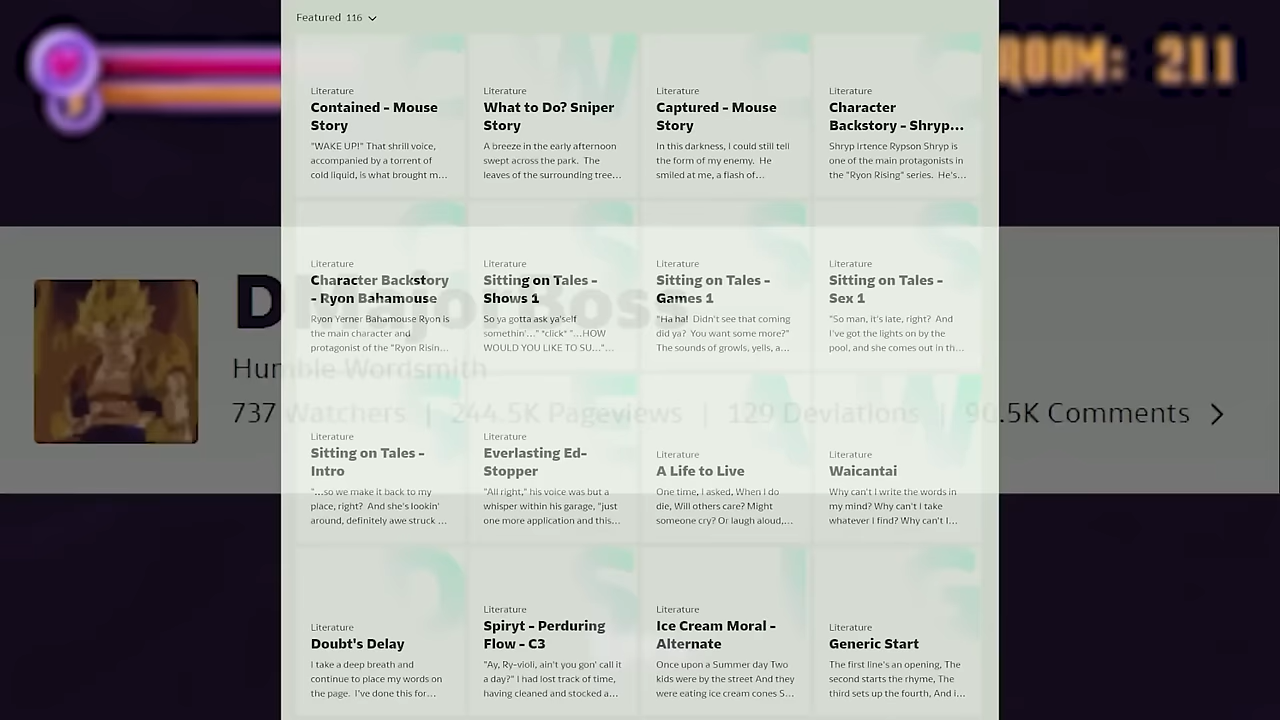 Featured 116
ROOM: 211
Literature
Contained - Mouse
Story
"WAKE UP!" That shrill voice,
accompanied by a torrent of
cold liquid, is what brought m...
Literature
What to Do? Sniper
Story
A breeze in the early afternoon
swept across the park. The
leaves of the surrounding tree...
Literature
Captured - Mouse
Story
In this darkness, I could still tell
the form of my enemy. He
smiled at me, a flash of...
Literature
Character
Backstory - Shryp...
Shryp Irtence Rypson Shryp is
one of the main protagonists in
the "Ryon Rising" series. He's...
Literature
Character Backstory
- Ryon Bahamouse
Ryon Yerner Bahamouse Ryon is
the main character and
protagonist of the "Ryon Risin...
Literature
Sitting on Tales -
Shows 1
So ya gotta ask ya'self
somethin'..." *click* "...HOW
WOULD YOU LIKE TO SU..."...
Literature
Sitting on Tales -
Games 1
"Ha ha! Didn't see that coming
did ya? You want some more?"
The sounds of growls, yells, a...
Literature
Sitting on Tales -
Sex 1
"So man, it's late, right? And
I've got the lights on by the
pool, and she comes out in th...
Humble Wordsmith
737 Watchers | 244.5K Pageviews | 129 Deviations | 90.5K Comments
Literature
Sitting on Tales -
Intro
"...so we make it back to my
place, right? And she's lookin'
around, definitely awe struck ...
Literature
Everlasting Ed-
Stopper
"All right," his voice was but a
whisper within his garage, "just
one more application and this...
Literature
A Life to Live
One time, I asked, When I do
die, Will others care? Might
someone cry? Or laugh aloud,...
Literature
Waicantai
Why can't I write the words in
my mind? Why can't I take
whatever I find? Why can't I...
Literature
Doubt's Delay
I take a deep breath and
continue to place my words on
the page. I've done this for...
Literature
Spiryt - Perduring
Flow - C3
"Ay, Ry-violi, ain't you gon' call it
a day?" I had lost track of time,
having cleaned and stocked a...
Literature
Ice Cream Moral -
Alternate
Once upon a Summer day Two
kids were by the street And they
were eating ice cream cones S...
Literature
Generic Start
The first line's an opening, The
second starts the rhyme, The
third sets up the fourth, And i...